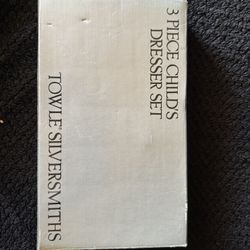 3 PIECE CHILD'S
DRESSER SET
TOWLE SILVERSMITHS